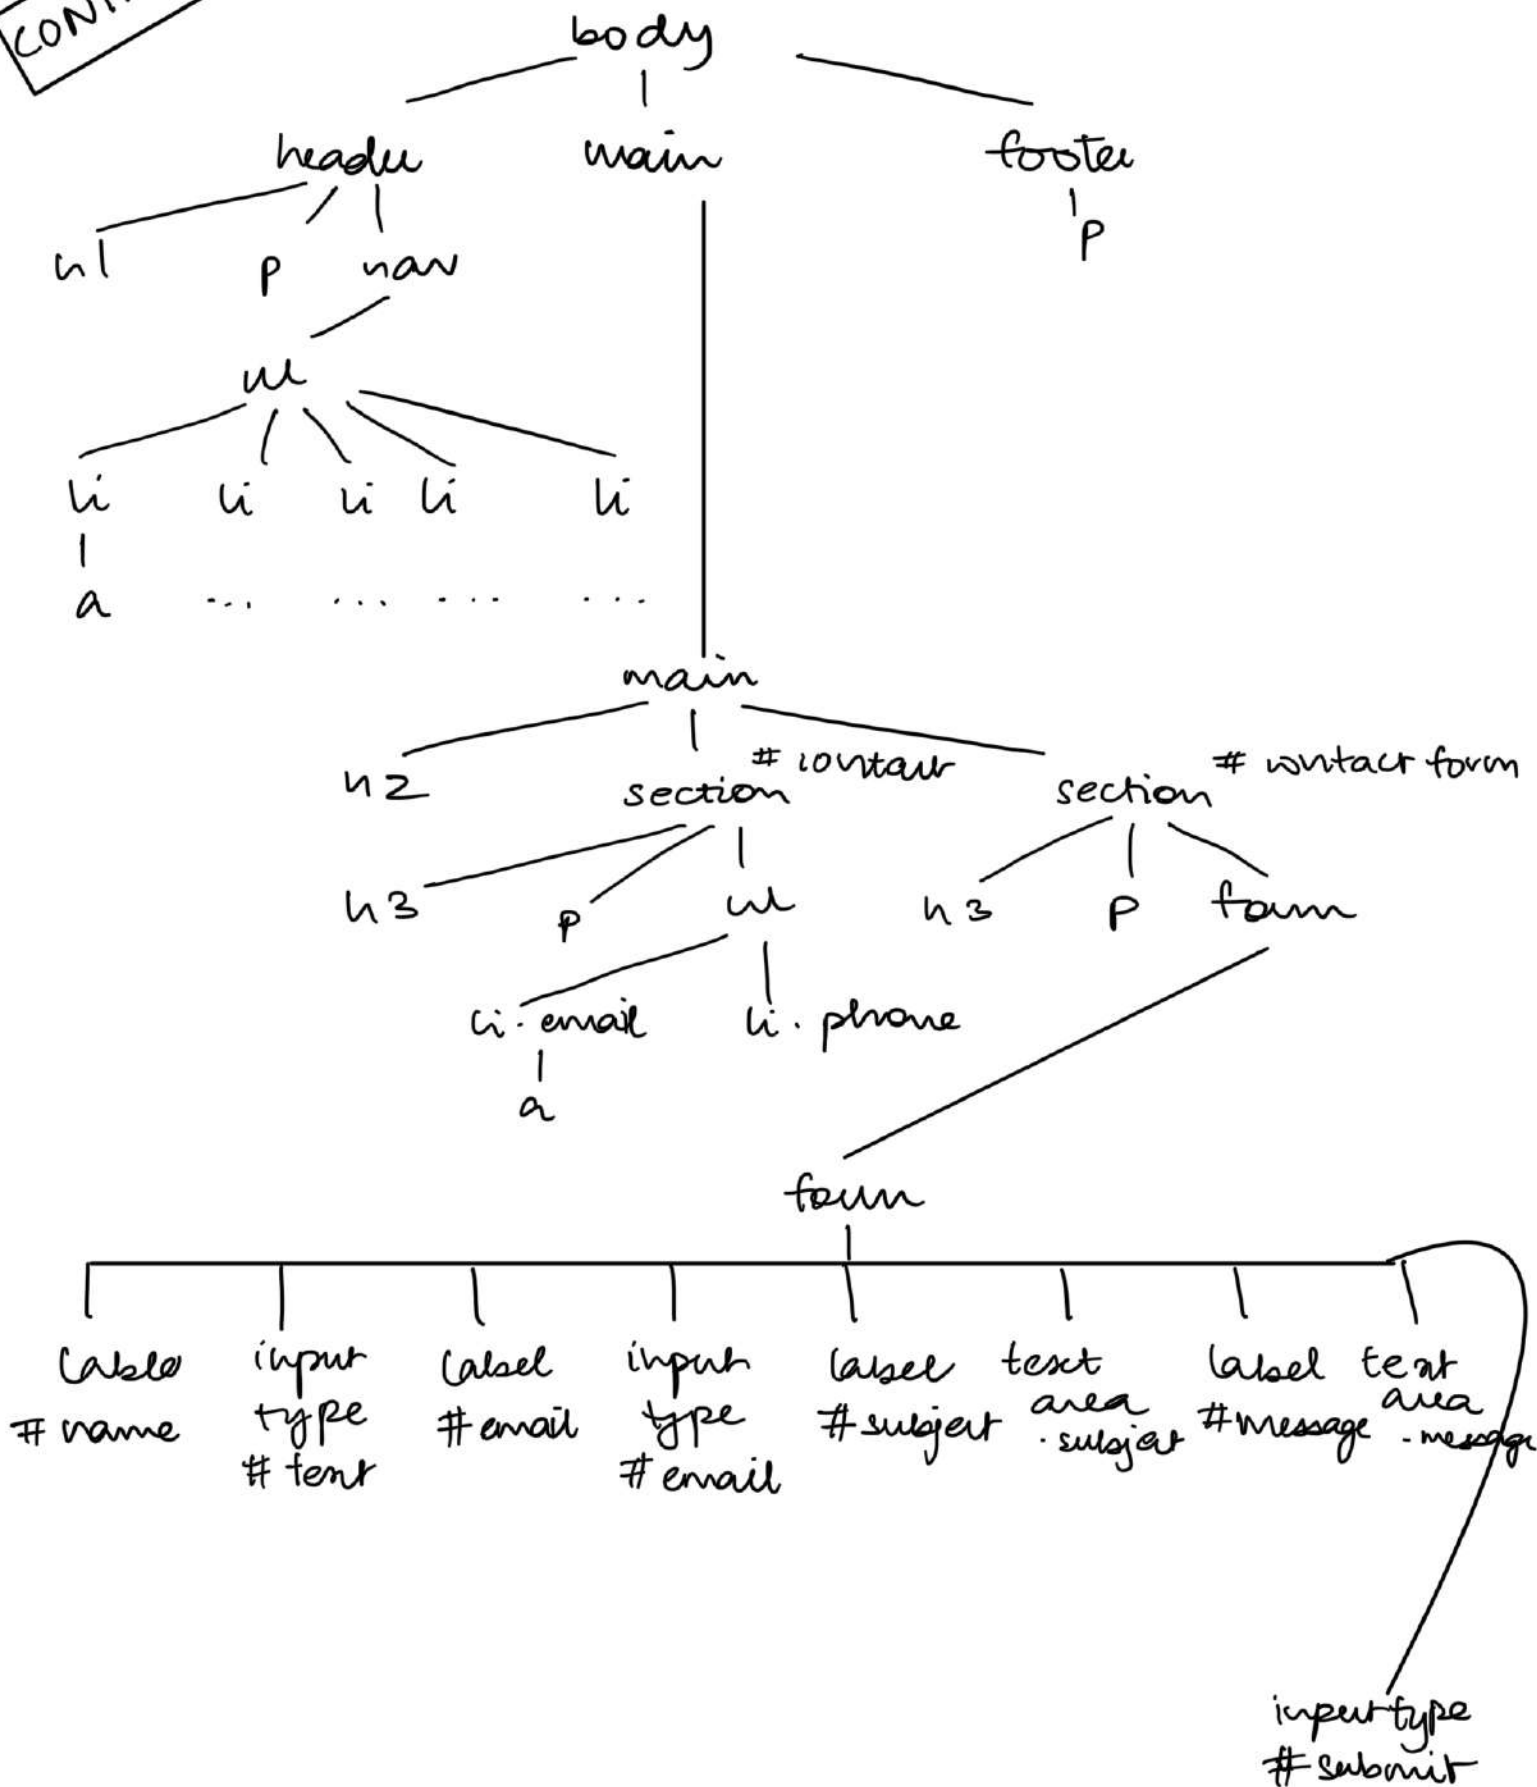 body
header main footer
h1 p nav p
ul
li li li li li
a ... ... ... ...
main
h2 section # contact section # contact form
h3 p ul h3 p form
li . email li . phone
a
form
label input label input label text label text
# name type # email type # subject area # message area
# text # email . subject . message
input type
# submit